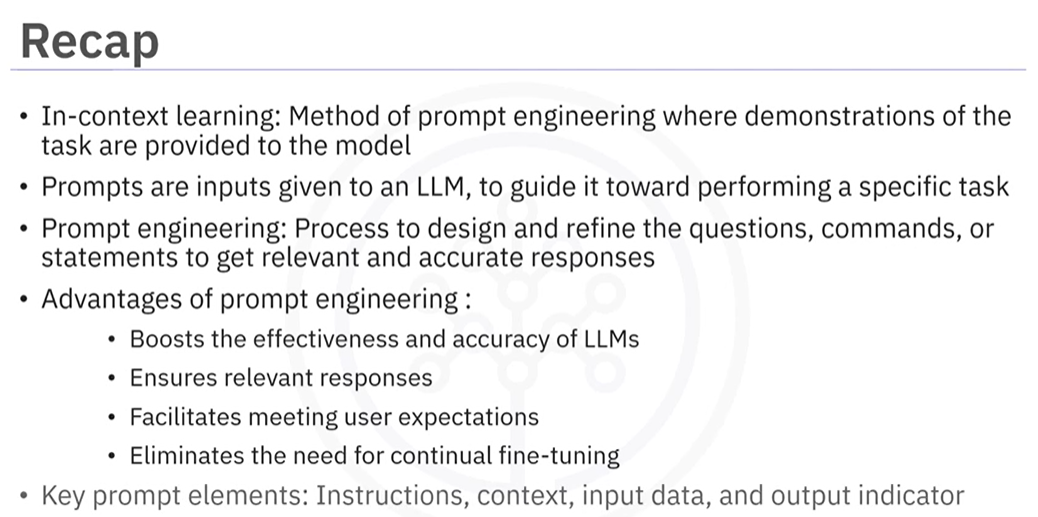 Recap
• In-context learning: Method of prompt engineering where demonstrations of the
task are provided to the model
• Prompts are inputs given to an LLM, to guide it toward performing a specific task
• Prompt engineering: Process to design and refine the questions, commands, or
statements to get relevant and accurate responses
• Advantages of prompt engineering :
• Boosts the effectiveness and accuracy of LLMs
• Ensures relevant responses
• Facilitates meeting user expectations
• Eliminates the need for continual fine-tuning
• Key prompt elements: Instructions, context, input data, and output indicator